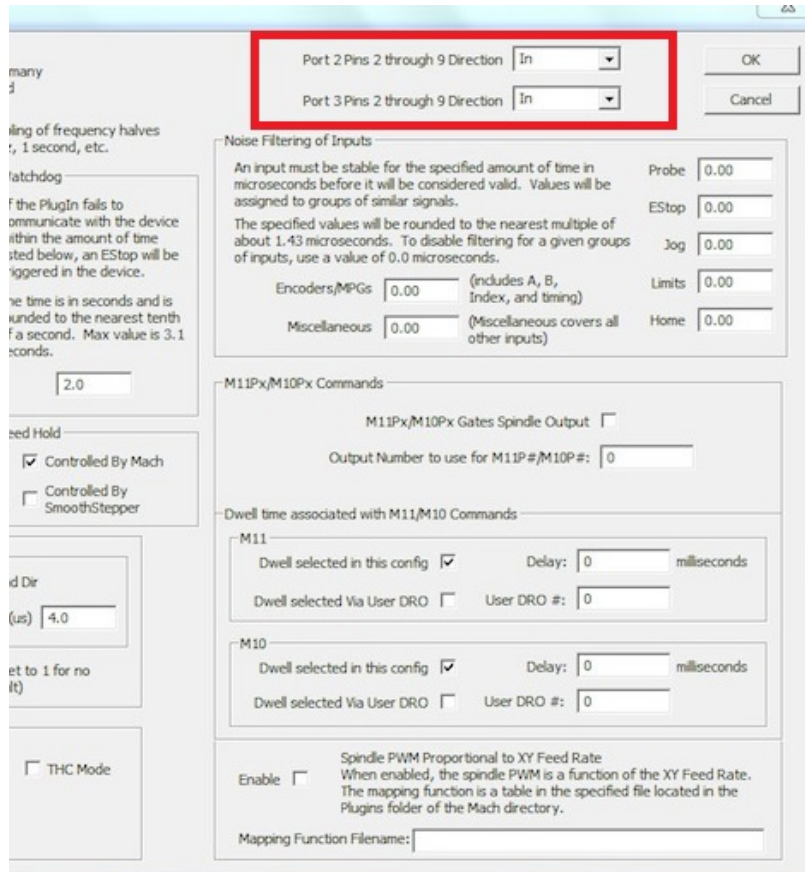 Port 2 Pins 2 through 9 Direction In
Port 3 Pins 2 through 9 Direction In
OK
Cancel
many
of frequency halves
, 1 second, etc.
f the PlugIn fails to
communicate with the device
within the amount of time
listed below, an EStop will be
triggered in the device.
The time is in seconds and is
rounded to the nearest tenth
of a second. Max value is 3.1
seconds.
2.0
eed Hold
Controlled By Mach
Controlled By
SmoothStepper
d Dir
(us) 4.0
et to 1 for no
lt)
THC Mode
Noise Filtering of Inputs
An input must be stable for the specified amount of time in
microseconds before it will be considered valid. Values will be
assigned to groups of similar signals.
The specified values will be rounded to the nearest multiple of
about 1.43 microseconds. To disable filtering for a given groups
of inputs, use a value of 0.0 microseconds.
Encoders/MPGs 0.00 (includes A, B,
Index, and timing)
Miscellaneous 0.00 (Miscellaneous covers all
other inputs)
Probe 0.00
EStop 0.00
Jog 0.00
Limits 0.00
Home 0.00
M11Px/M10Px Commands
M11Px/M10Px Gates Spindle Output
Output Number to use for M11P#/M10P#: 0
Dwell time associated with M11/M10 Commands
M11
Dwell selected in this config Delay: 0 milliseconds
Dwell selected Via User DRO User DRO #: 0
M10
Dwell selected in this config Delay: 0 milliseconds
Dwell selected Via User DRO User DRO #: 0
Enable
Spindle PWM Proportional to XY Feed Rate
When enabled, the spindle PWM is a function of the XY Feed Rate.
The mapping function is a table in the specified file located in the
Plugins folder of the Mach directory.
Mapping Function Filename: